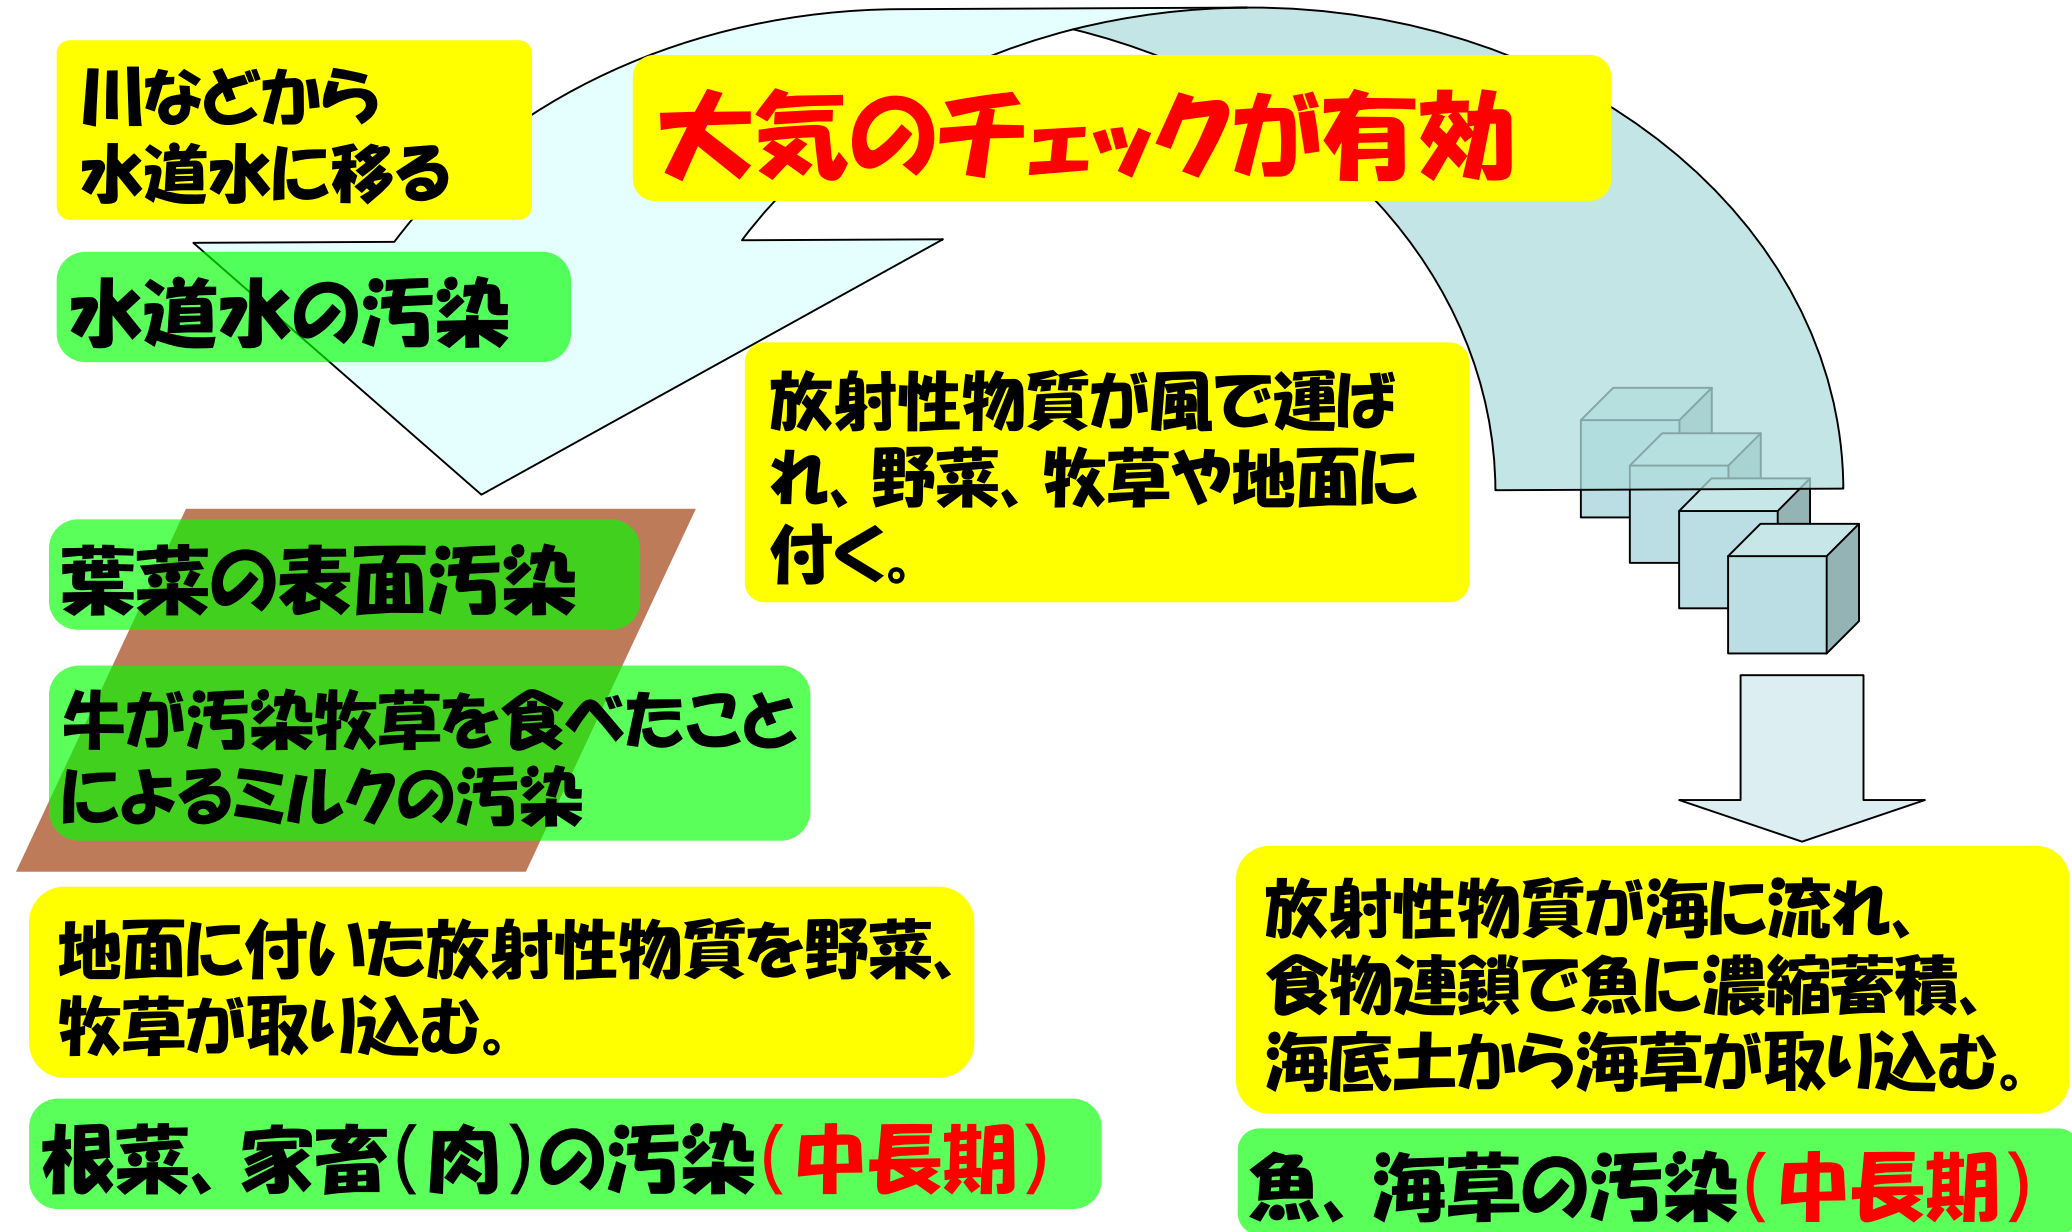 川などから
水道水に移る
大気のチェックが有効
水道水の汚染
放射性物質が風で運ば
れ、野菜、牧草や地面に
付く。
葉菜の表面汚染
牛が汚染牧草を食べたこと
によるミルクの汚染
地面に付いた放射性物質を野菜、
牧草が取り込む。
根菜、家畜(肉)の汚染(中長期)
放射性物質が海に流れ、
食物連鎖で魚に濃縮蓄積、
海底土から海草が取り込む。
魚、海草の汚染(中長期)